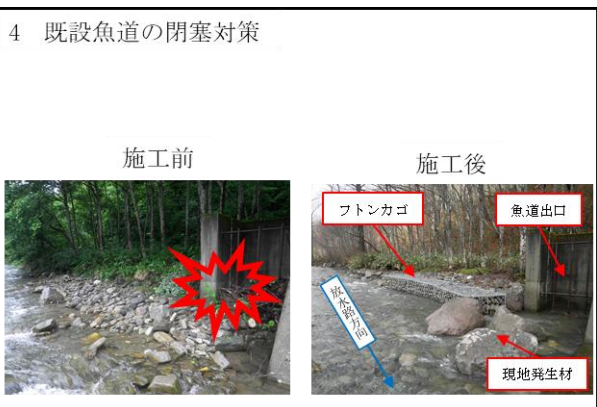 4 既設魚道の閉塞対策
施工前
施工後
フトンカゴ
魚道出口
放水路方向
現地発生材